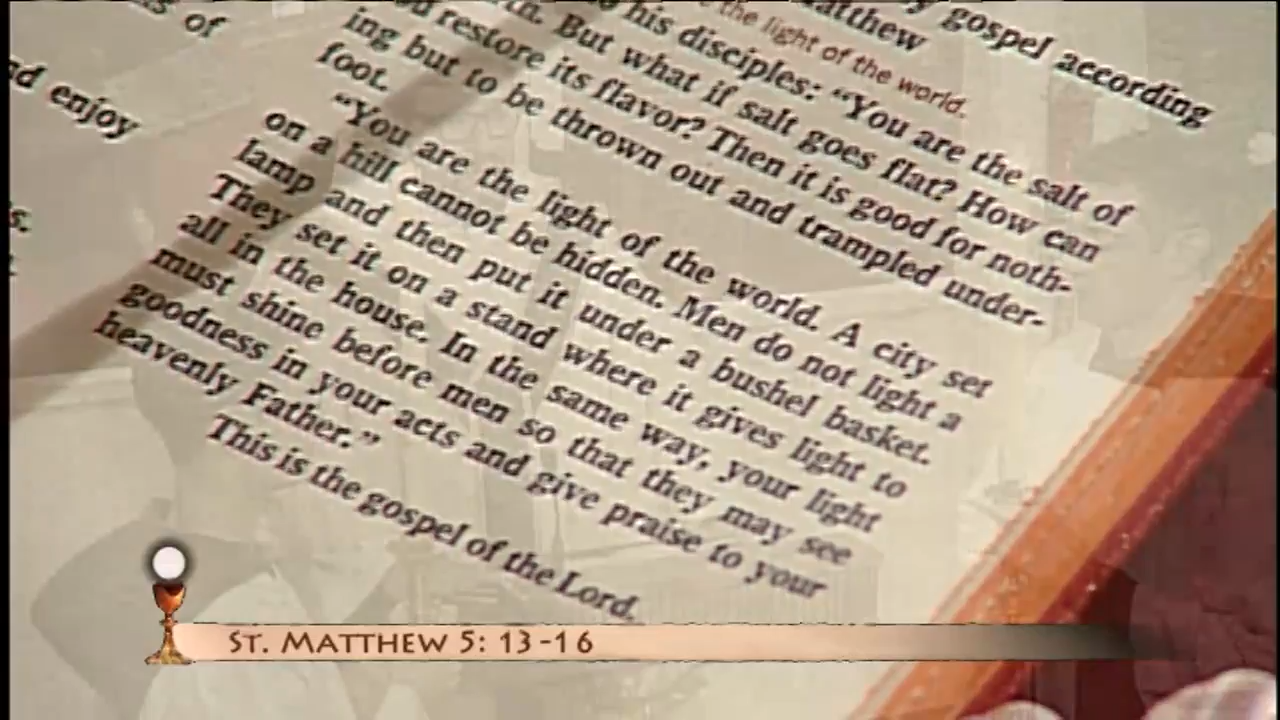 of
d enjoy
s.
gospel according
atthew
the light of the world.
his disciples: “You are the salt of
But what if salt goes flat? How can
restore its flavor? Then it is good for noth-
ing but to be thrown out and trampled under-
foot.
“You are the light of the world. A city set
on a hill cannot be hidden. Men do not light a
lamp and then put it under a bushel basket.
They set it on a stand where it gives light to
all in the house. In the same way, your light
must shine before men so that they may see
goodness in your acts and give praise to your
heavenly Father.”
This is the gospel of the Lord.
St. Matthew 5: 13-16